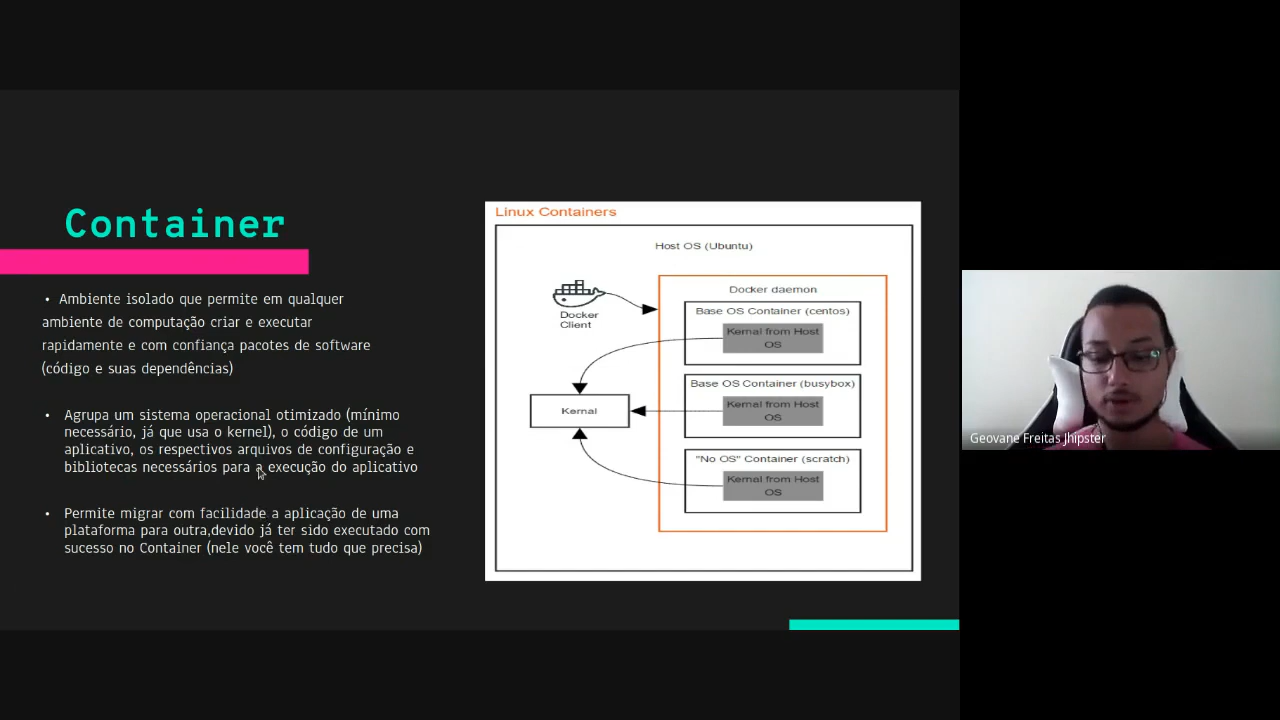 Container
• Ambiente isolado que permite em qualquer
ambiente de computação criar e executar
rapidamente e com confiança pacotes de software
(código e suas dependências)
• Agrupa um sistema operacional otimizado (mínimo
necessário, já que usa o kernel), o código de um
aplicativo, os respectivos arquivos de configuração e
bibliotecas necessários para a execução do aplicativo
• Permite migrar com facilidade a aplicação de uma
plataforma para outra,devido já ter sido executado com
sucesso no Container (nele você tem tudo que precisa)
Linux Containers
Host OS (Ubuntu)
Docker
Client
Docker daemon
Base OS Container (centos)
Kernal from Host
OS
Kernal
Base OS Container (busybox)
Kernal from Host
OS
"No OS" Container (scratch)
Kernal from Host
OS
Geovane Freitas Jhipster